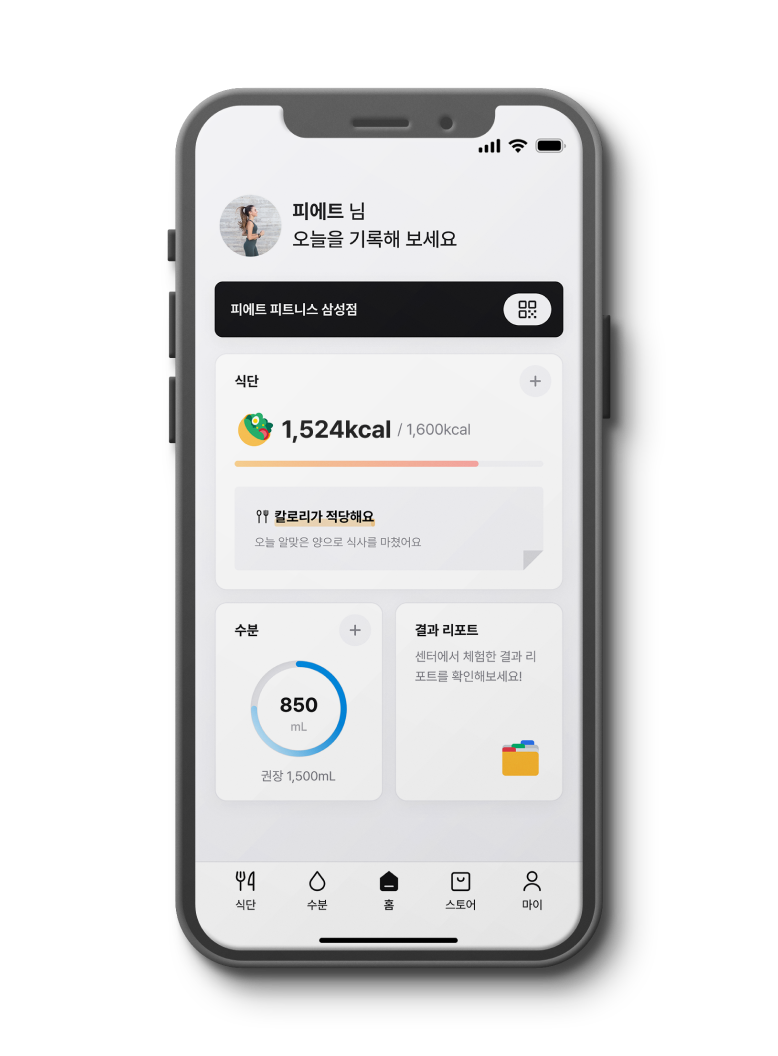 피에트 님
오늘을 기록해 보세요
피에트 피트니스 삼성점
식단
1,524kcal / 1,600kcal
칼로리가 적당해요
오늘 알맞은 양으로 식사를 마쳤어요
수분
850
mL
권장 1,500mL
결과 리포트
센터에서 체험한 결과 리
포트를 확인해보세요!
식단 수분 홈 스토어 마이